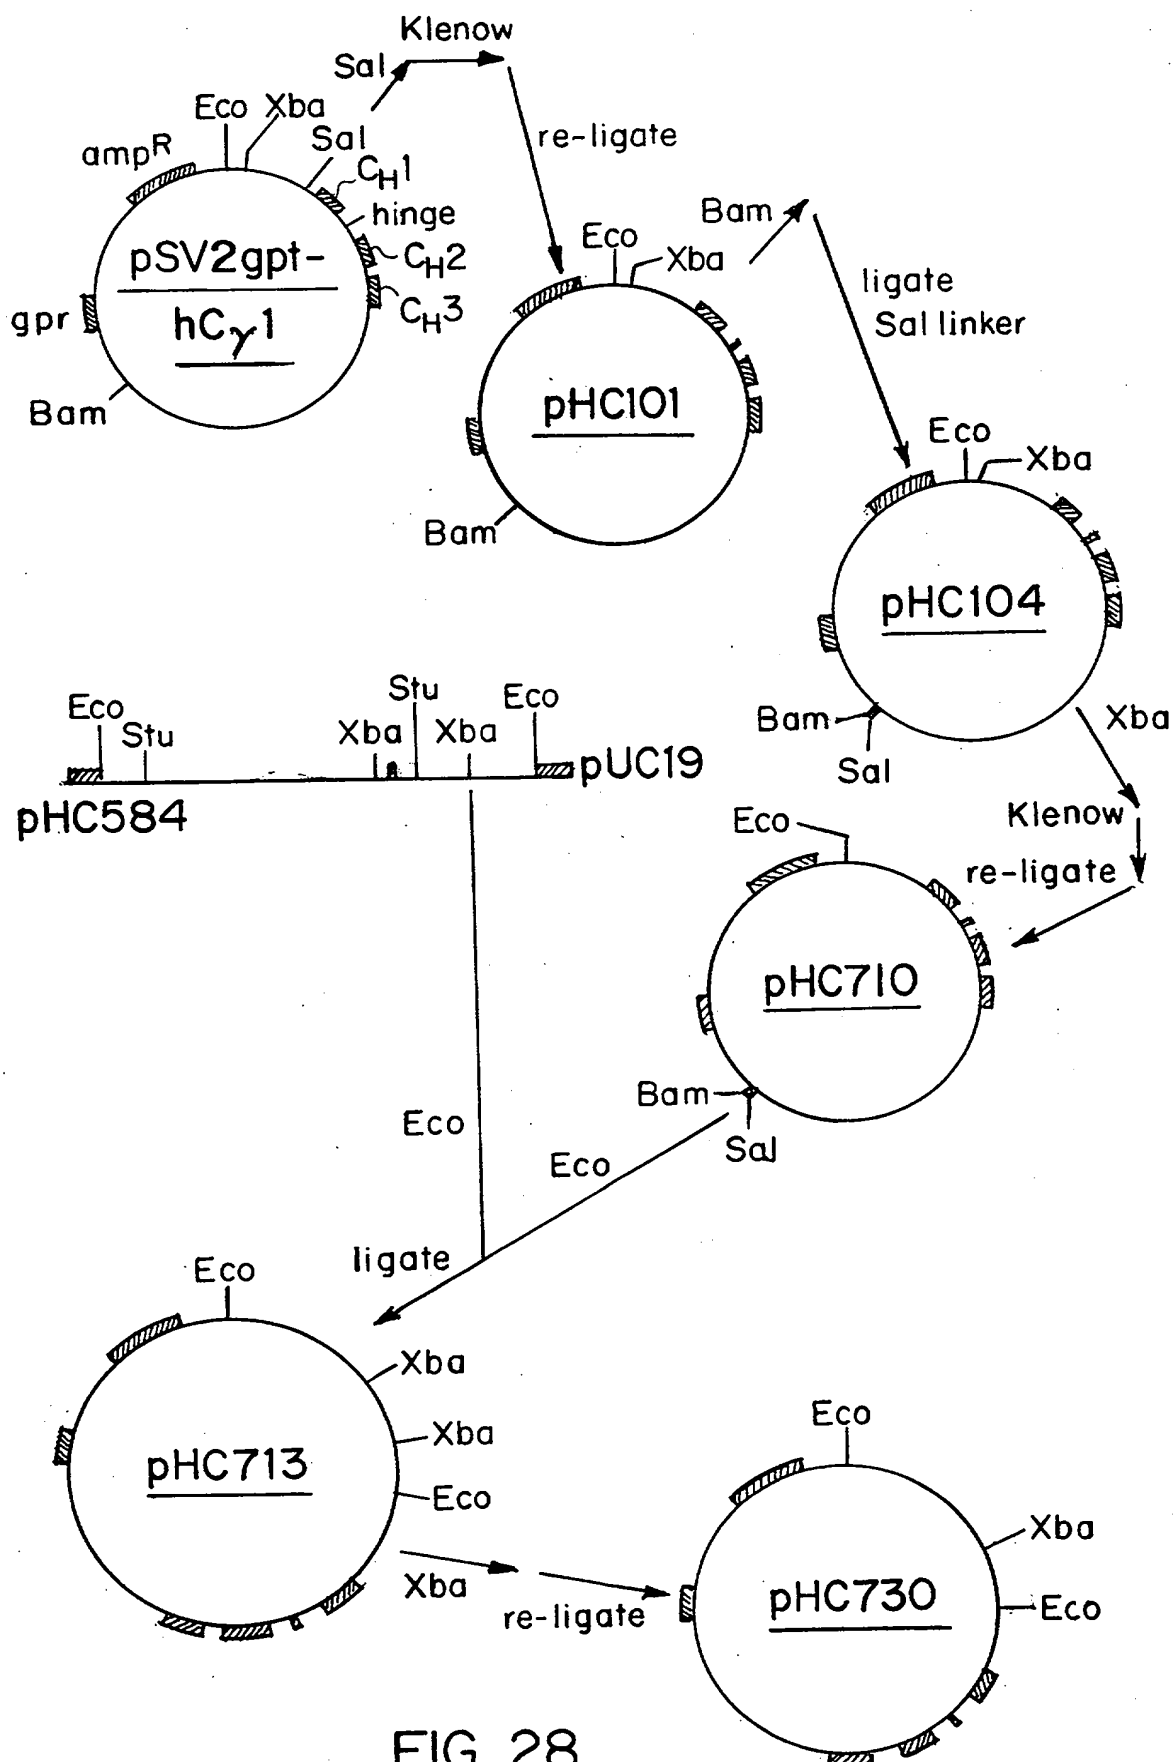 Klenow
Sal
Eco
Xba
Sal
ampR
CH1
re-ligate
hinge
pSV2gpt-
CH2
gpr
hCγ1
CH3
Bam
Bam
Eco
Xba
ligate
Sal linker
pHC101
Bam
Eco
Xba
pHC104
Bam
Sal
Xba
Eco
Stu
Xba
Stu
Xba
Eco
pUC19
pHC584
Klenow
re-ligate
Eco
pHC710
Bam
Sal
Eco
Eco
ligate
Eco
Xba
Xba
pHC713
Eco
Xba
re-ligate
Eco
Xba
pHC730
Eco
FIG. 28